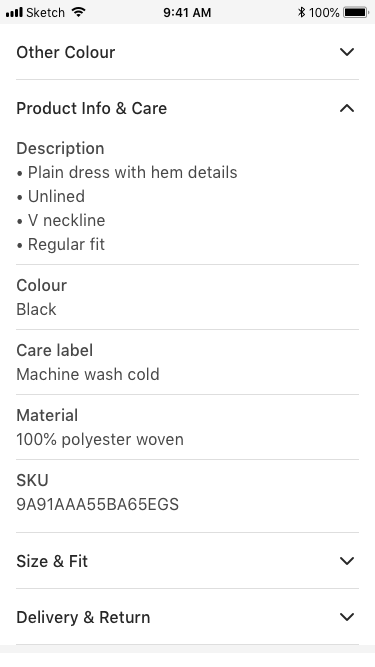 Sketch 9:41 AM 100%
Other Colour
Product Info & Care
Description
• Plain dress with hem details
• Unlined
• V neckline
• Regular fit
Colour
Black
Care label
Machine wash cold
Material
100% polyester woven
SKU
9A91AAA55BA65EGS
Size & Fit
Delivery & Return